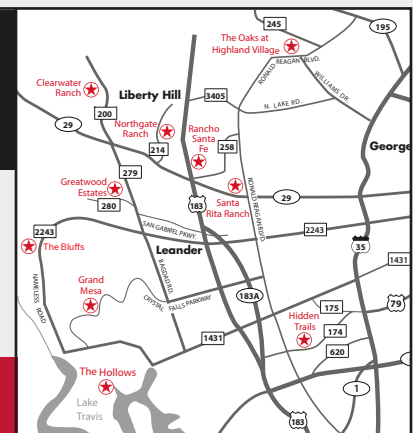 245
195
The Oaks at
Highland Village
RONALD REAGAN BLVD.
WILLIAMS DR.
Clearwater
Ranch
Liberty Hill
3405
N. LAKE RD.
200
29
Northgate
Ranch
Rancho
Santa
Fe
214
258
George
279
Greatwood
Estates
280
183
Santa
Rita Ranch
RONALD REAGAN BLVD.
29
SAN GABRIEL PKWY.
2243
2243
The Bluffs
Leander
35
1431
NAMELESS ROAD
BAGDAD RD.
Grand
Mesa
CRYSTAL FALLS PARKWAY
183A
175
79
Hidden
Trails
174
1431
620
The Hollows
Lake
Travis
1
183